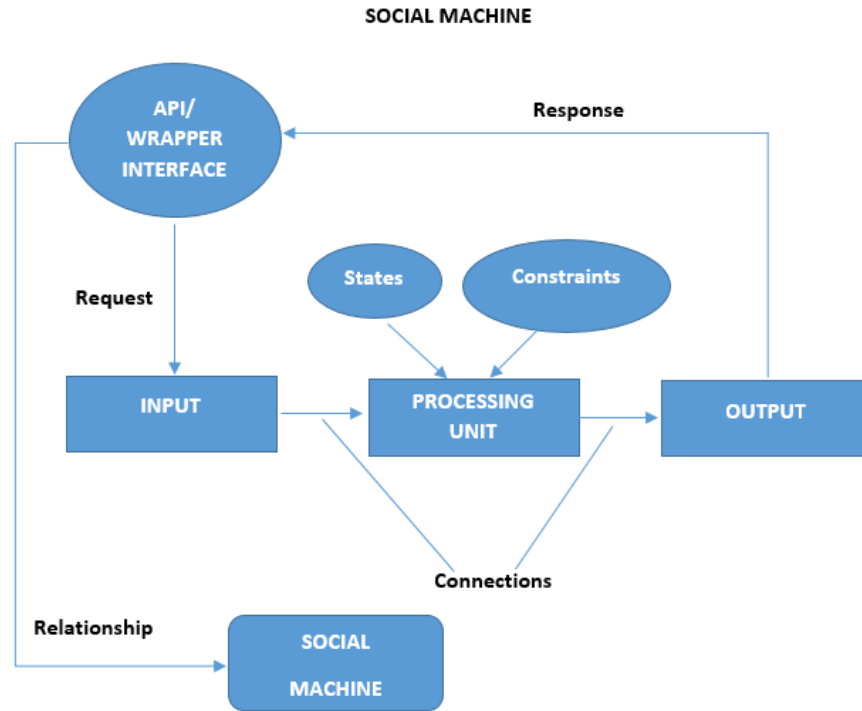 SOCIAL MACHINE
API/
WRAPPER
INTERFACE
Response
States
Constraints
Request
INPUT
PROCESSING
UNIT
OUTPUT
Connections
Relationship
SOCIAL
MACHINE